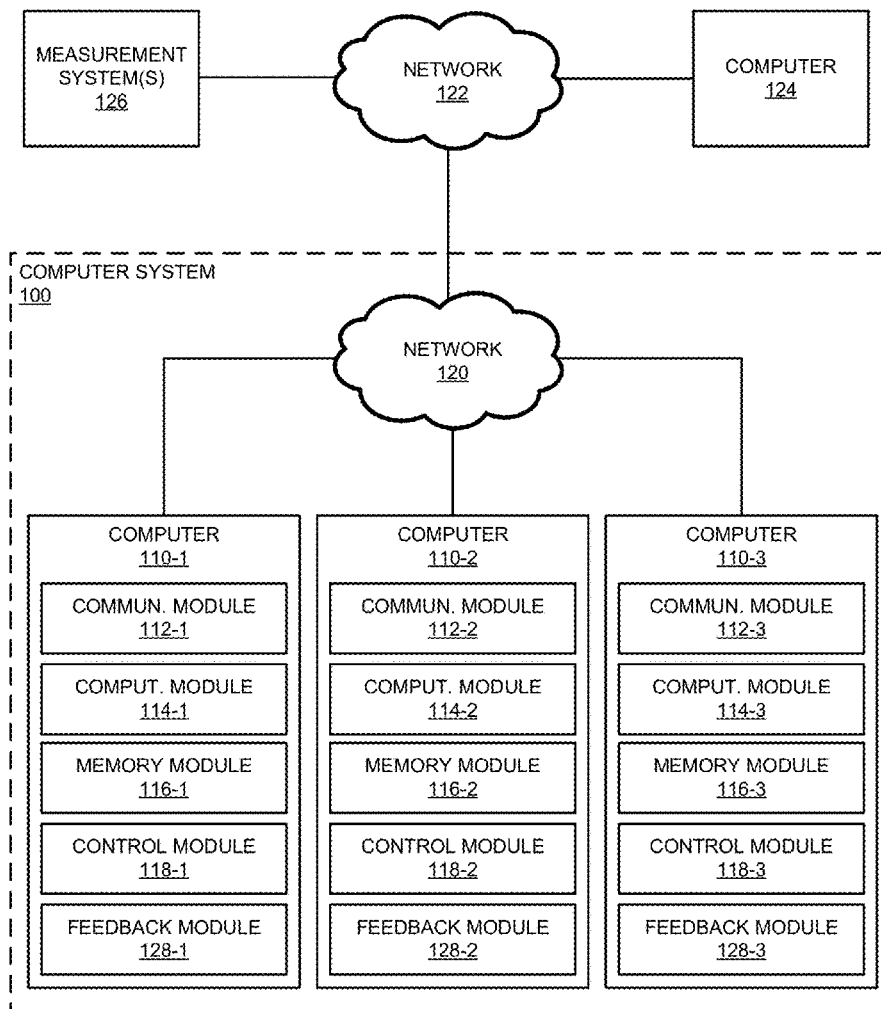 MEASUREMENT
SYSTEM(S)
126
NETWORK
122
COMPUTER
124
COMPUTER SYSTEM
100
NETWORK
120
COMPUTER
110-1
COMMUN. MODULE
112-1
COMPUT. MODULE
114-1
MEMORY MODULE
116-1
CONTROL MODULE
118-1
FEEDBACK MODULE
128-1
COMPUTER
110-2
COMMUN. MODULE
112-2
COMPUT. MODULE
114-2
MEMORY MODULE
116-2
CONTROL MODULE
118-2
FEEDBACK MODULE
128-2
COMPUTER
110-3
COMMUN. MODULE
112-3
COMPUT. MODULE
114-3
MEMORY MODULE
116-3
CONTROL MODULE
118-3
FEEDBACK MODULE
128-3